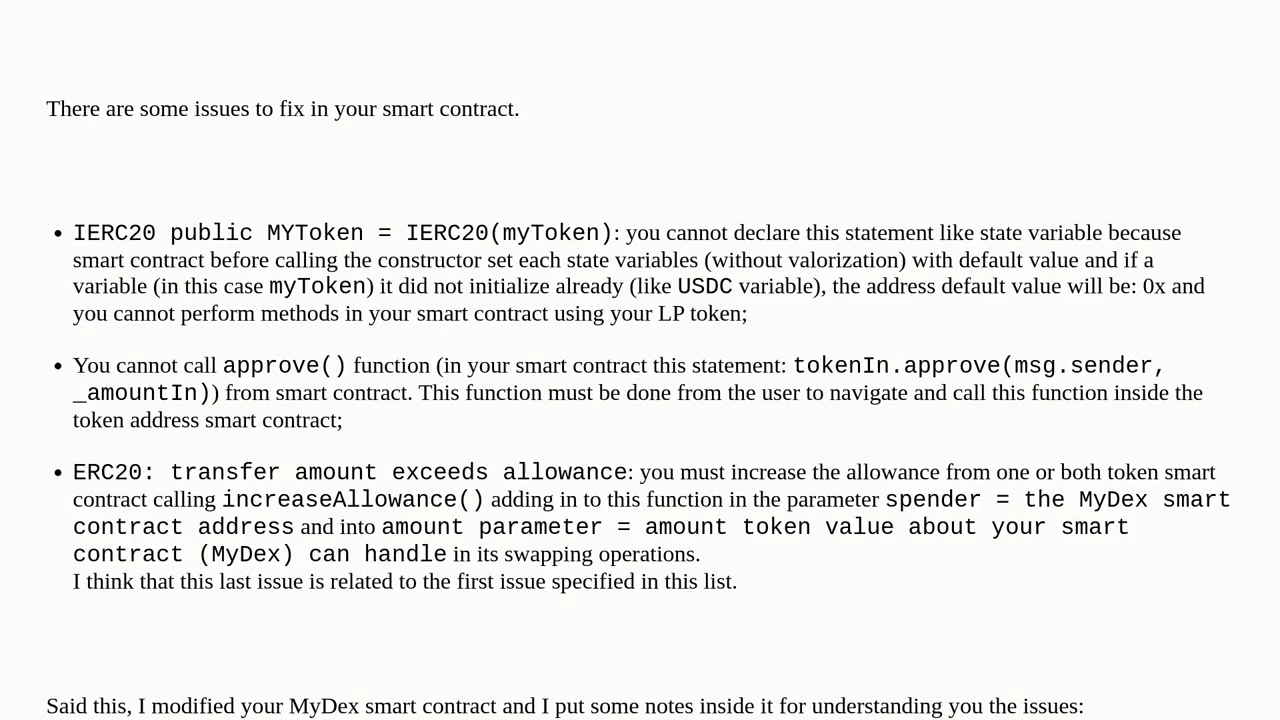 There are some issues to fix in your smart contract.
• IERC20 public MYToken = IERC20(myToken): you cannot declare this statement like state variable because
smart contract before calling the constructor set each state variables (without valorization) with default value and if a
variable (in this case myToken) it did not initialize already (like USDC variable), the address default value will be: 0x and
you cannot perform methods in your smart contract using your LP token;
• You cannot call approve() function (in your smart contract this statement: tokenIn.approve(msg.sender,
_amountIn)) from smart contract. This function must be done from the user to navigate and call this function inside the
token address smart contract;
• ERC20: transfer amount exceeds allowance: you must increase the allowance from one or both token smart
contract calling increaseAllowance() adding in to this function in the parameter spender = the MyDex smart
contract address and into amount parameter = amount token value about your smart
contract (MyDex) can handle in its swapping operations.
I think that this last issue is related to the first issue specified in this list.
Said this, I modified your MyDex smart contract and I put some notes inside it for understanding you the issues: